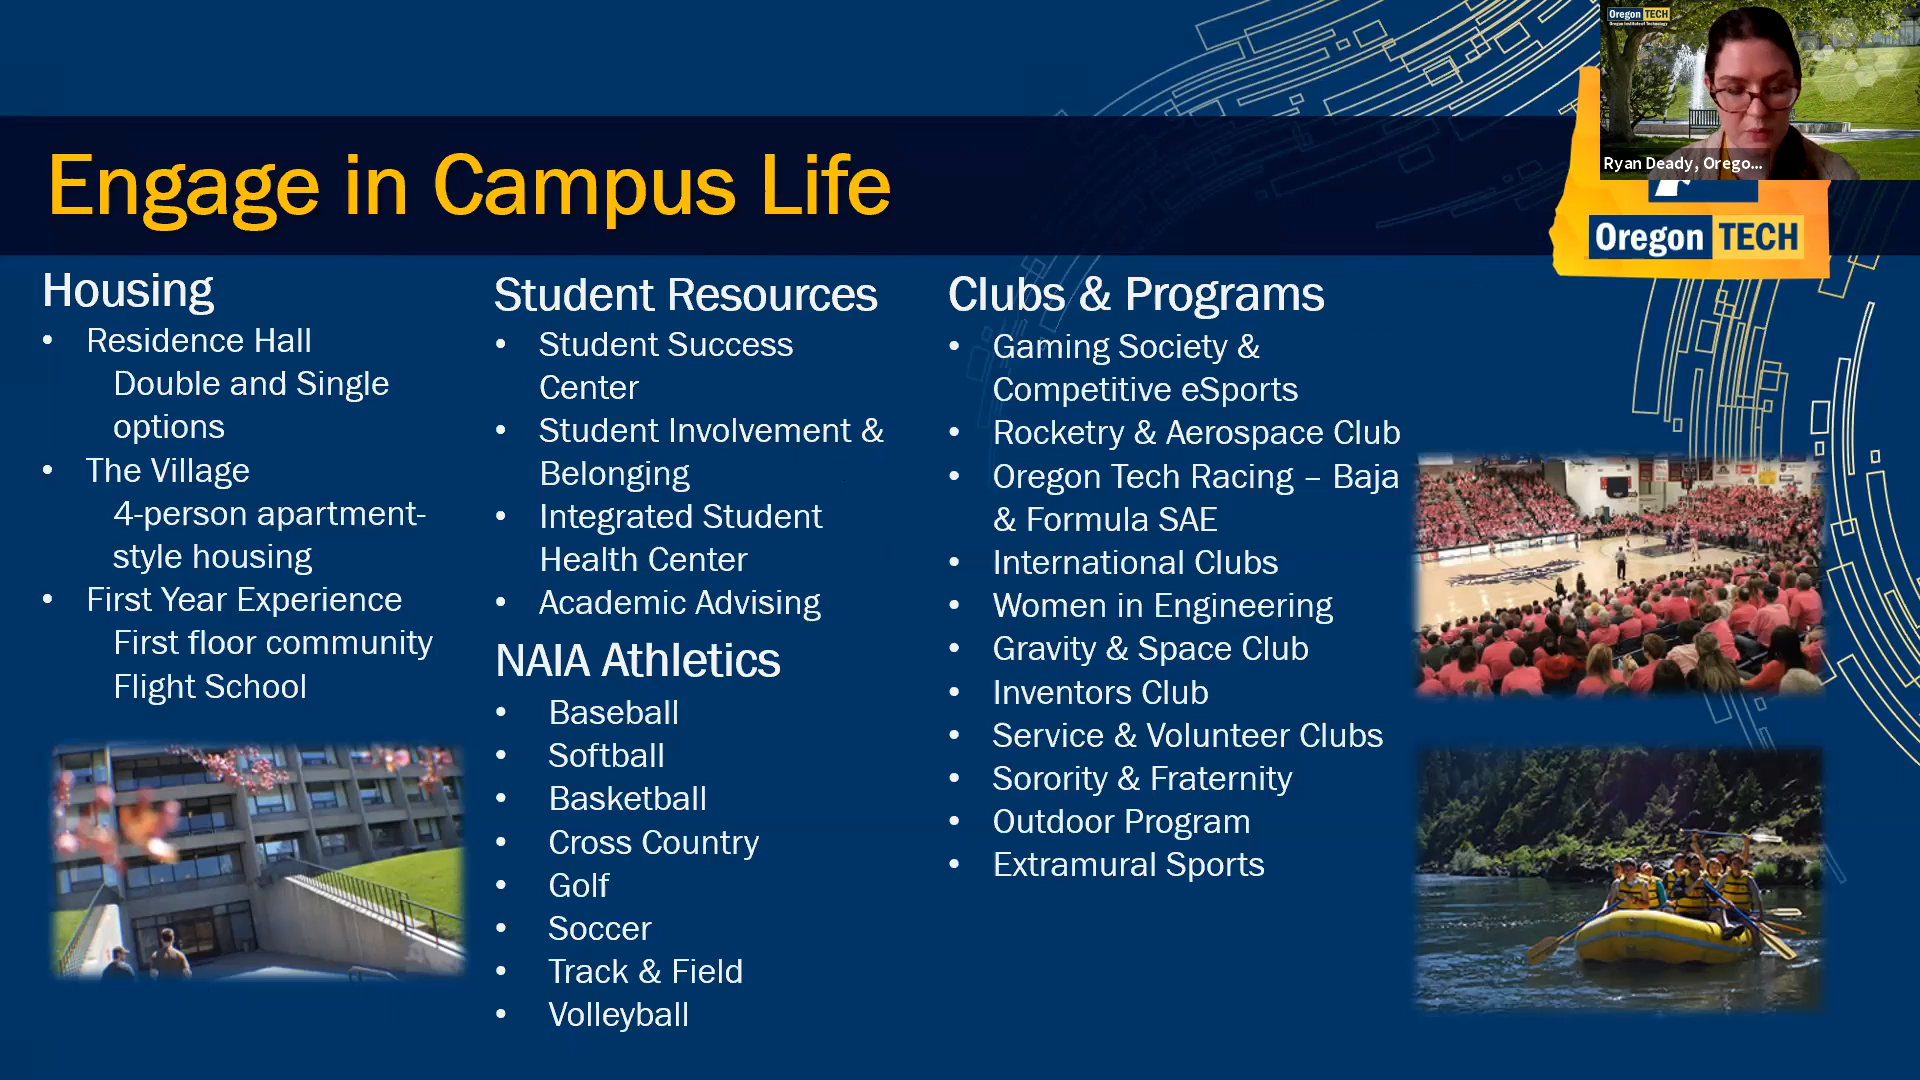 Engage in Campus Life
Oregon TECH
Ryan Deady, Orego...
Oregon TECH
Housing
• Residence Hall
Double and Single
options
• The Village
4-person apartment-
style housing
• First Year Experience
First floor community
Flight School
Student Resources
• Student Success
Center
• Student Involvement &
Belonging
• Integrated Student
Health Center
• Academic Advising
NAIA Athletics
• Baseball
• Softball
• Basketball
• Cross Country
• Golf
• Soccer
• Track & Field
• Volleyball
Clubs & Programs
• Gaming Society &
Competitive eSports
• Rocketry & Aerospace Club
• Oregon Tech Racing – Baja
& Formula SAE
• International Clubs
• Women in Engineering
• Gravity & Space Club
• Inventors Club
• Service & Volunteer Clubs
• Sorority & Fraternity
• Outdoor Program
• Extramural Sports